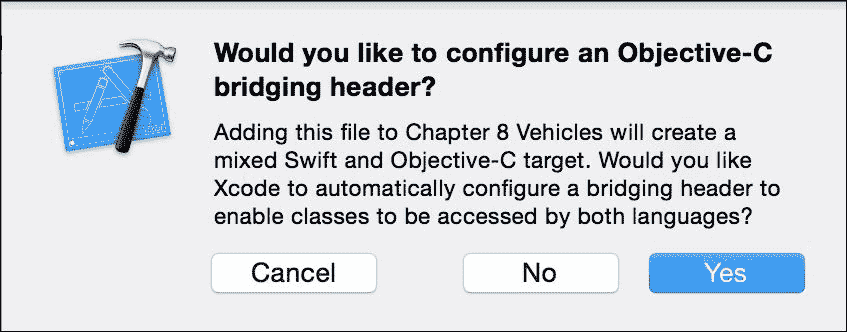 Would you like to configure an Objective-C
bridging header?
Adding this file to Chapter 8 Vehicles will create a
mixed Swift and Objective-C target. Would you like
Xcode to automatically configure a bridging header to
enable classes to be accessed by both languages?
Cancel
No
Yes